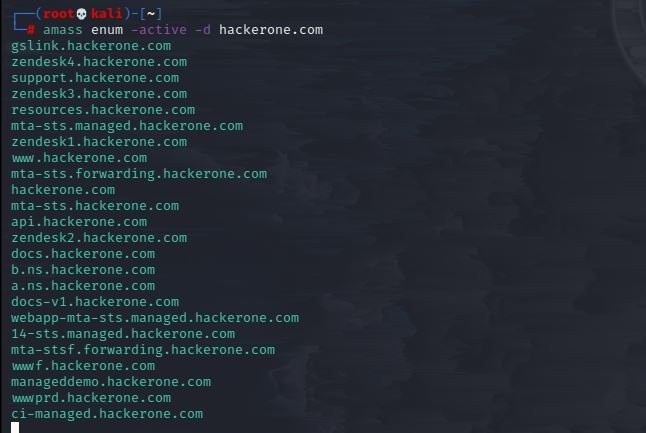 ┌──(root💀kali)-[~]
└─# amass enum -active -d hackerone.com
gslink.hackerone.com
zendesk4.hackerone.com
support.hackerone.com
zendesk3.hackerone.com
resources.hackerone.com
mta-sts.managed.hackerone.com
zendesk1.hackerone.com
www.hackerone.com
mta-sts.forwarding.hackerone.com
hackerone.com
mta-sts.hackerone.com
api.hackerone.com
zendesk2.hackerone.com
docs.hackerone.com
b.ns.hackerone.com
a.ns.hackerone.com
docs-v1.hackerone.com
webapp-mta-sts.managed.hackerone.com
14-sts.managed.hackerone.com
mta-stsf.forwarding.hackerone.com
wwwf.hackerone.com
manageddemo.hackerone.com
wwwprd.hackerone.com
ci-managed.hackerone.com